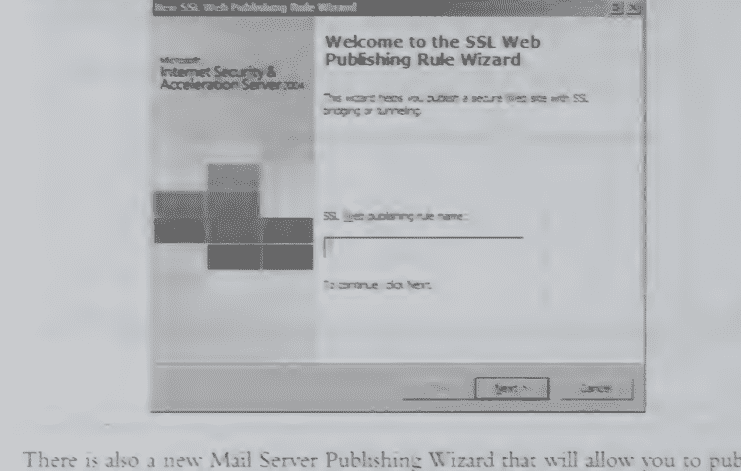 New SSL Web Publishing Rule Wizard
Microsoft
Internet Security &
Acceleration Server 2004
Welcome to the SSL Web
Publishing Rule Wizard
This wizard helps you publish a secure Web site with SSL
bridging or tunneling.
SSL Web publishing rule name:
To continue, click Next.
Next >
Cancel
There is also a new Mail Server Publishing Wizard that will allow you to pub